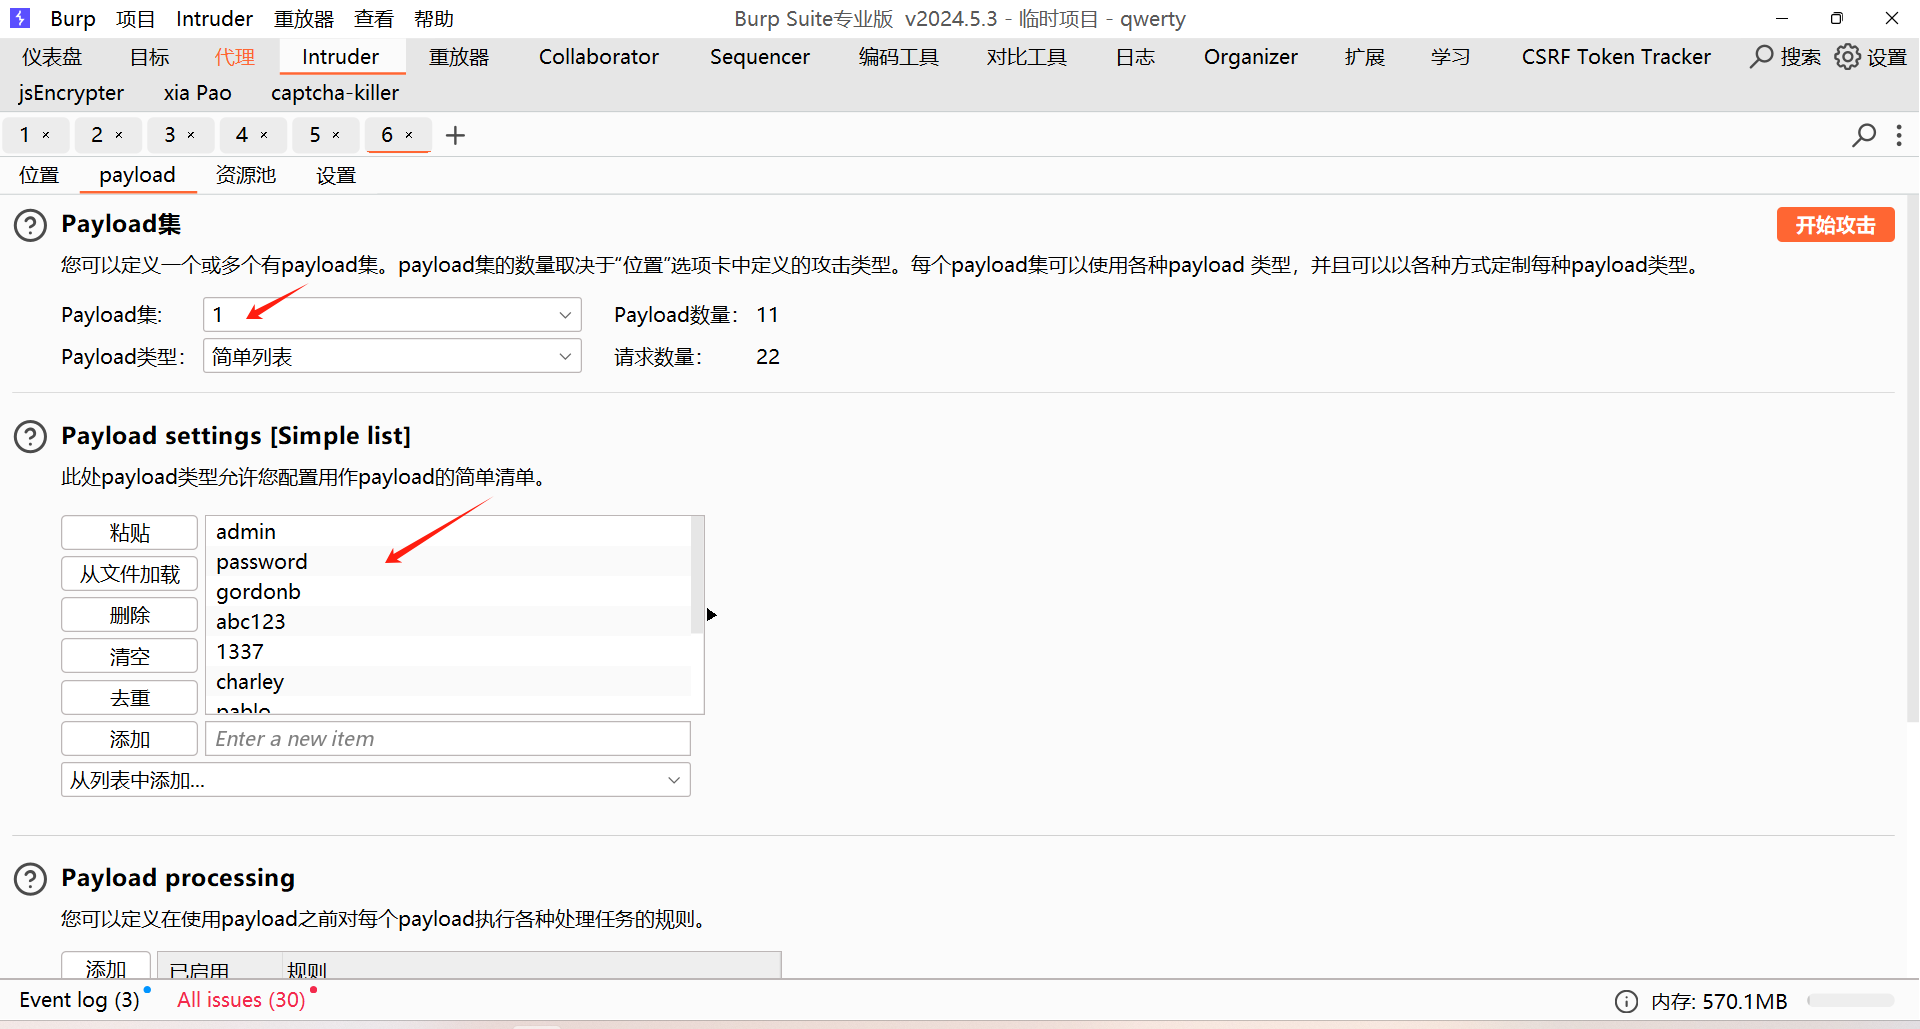 Burp 项目 Intruder 重放器 查看 帮助 Burp Suite专业版 v2024.5.3 - 临时项目 - qwerty
仪表盘 目标 代理 Intruder 重放器 Collaborator Sequencer 编码工具 对比工具 日志 Organizer 扩展 学习 CSRF Token Tracker 搜索 设置
jsEncrypter xia Pao captcha-killer
1 × 2 × 3 × 4 × 5 × 6 × +
位置 payload 资源池 设置
Payload集 开始攻击
您可以定义一个或多个有payload集。payload集的数量取决于“位置”选项卡中定义的攻击类型。每个payload集可以使用各种payload 类型，并且可以以各种方式定制每种payload类型。
Payload集: 1 Payload数量： 11
Payload类型： 简单列表 请求数量： 22
Payload settings [Simple list]
此处payload类型允许您配置用作payload的简单清单。
粘贴
从文件加载
删除
清空
去重
admin
password
gordonb
abc123
1337
charley
pablo
添加 Enter a new item
从列表中添加...
Payload processing
您可以定义在使用payload之前对每个payload执行各种处理任务的规则。
添加 已启用 规则
Event log (3) All issues (30) 内存: 570.1MB